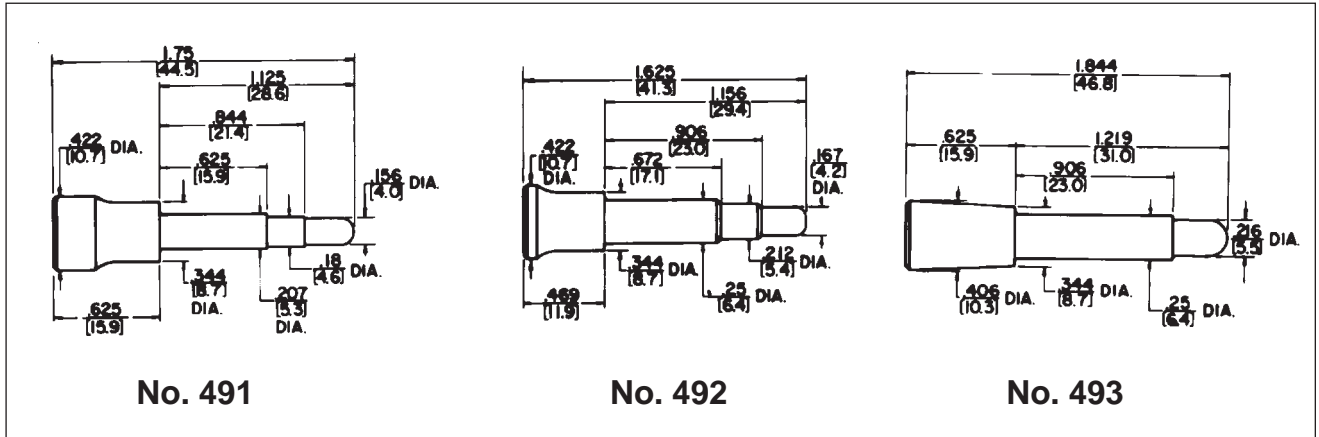 1.75
[44.5]
1.125
[28.6]
.844
[21.4]
.422
[10.7] DIA.
.625
[15.9]
.156
[4.0] DIA.
.344
[8.7]
DIA.
.207
[5.3]
DIA.
.18
[4.6] DIA.
.625
[15.9]
No. 491
1.625
[41.3]
1.156
[29.4]
.906
[23.0]
.422
[10.7]
DIA.
.672
[17.1]
.167
[4.2]
DIA.
.344
[8.7] DIA.
.212
[5.4] DIA.
.25
[6.4] DIA.
.469
[11.9]
No. 492
1.844
[46.8]
.625
[15.9]
1.219
[31.0]
.906
[23.0]
.216
[5.5] DIA.
.406
[10.3] DIA.
.344
[8.7] DIA.
.25
[6.4] DIA.
No. 493